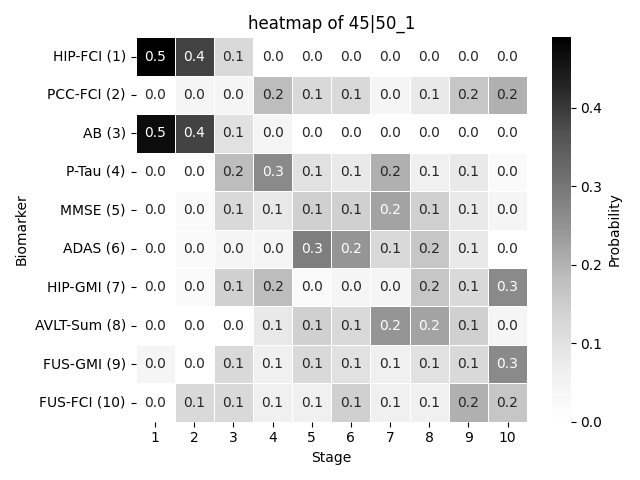 heatmap of 45|50_1
HIP-FCI (1) 0.5 0.4 0.1 0.0 0.0 0.0 0.0 0.0 0.0 0.0
PCC-FCI (2) 0.0 0.0 0.0 0.2 0.1 0.1 0.0 0.1 0.2 0.2
AB (3) 0.5 0.4 0.1 0.0 0.0 0.0 0.0 0.0 0.0 0.0
P-Tau (4) 0.0 0.0 0.2 0.3 0.1 0.1 0.2 0.1 0.1 0.0
MMSE (5) 0.0 0.0 0.1 0.1 0.1 0.1 0.2 0.1 0.1 0.0
ADAS (6) 0.0 0.0 0.0 0.0 0.3 0.2 0.1 0.2 0.1 0.0
HIP-GMI (7) 0.0 0.0 0.1 0.2 0.0 0.0 0.0 0.2 0.1 0.3
AVLT-Sum (8) 0.0 0.0 0.0 0.1 0.1 0.1 0.2 0.2 0.1 0.0
FUS-GMI (9) 0.0 0.0 0.1 0.1 0.1 0.1 0.1 0.1 0.1 0.3
FUS-FCI (10) 0.0 0.1 0.1 0.1 0.1 0.1 0.1 0.1 0.2 0.2
1 2 3 4 5 6 7 8 9 10
Stage
Biomarker
0.4
0.3
0.2
0.1
0.0
Probability